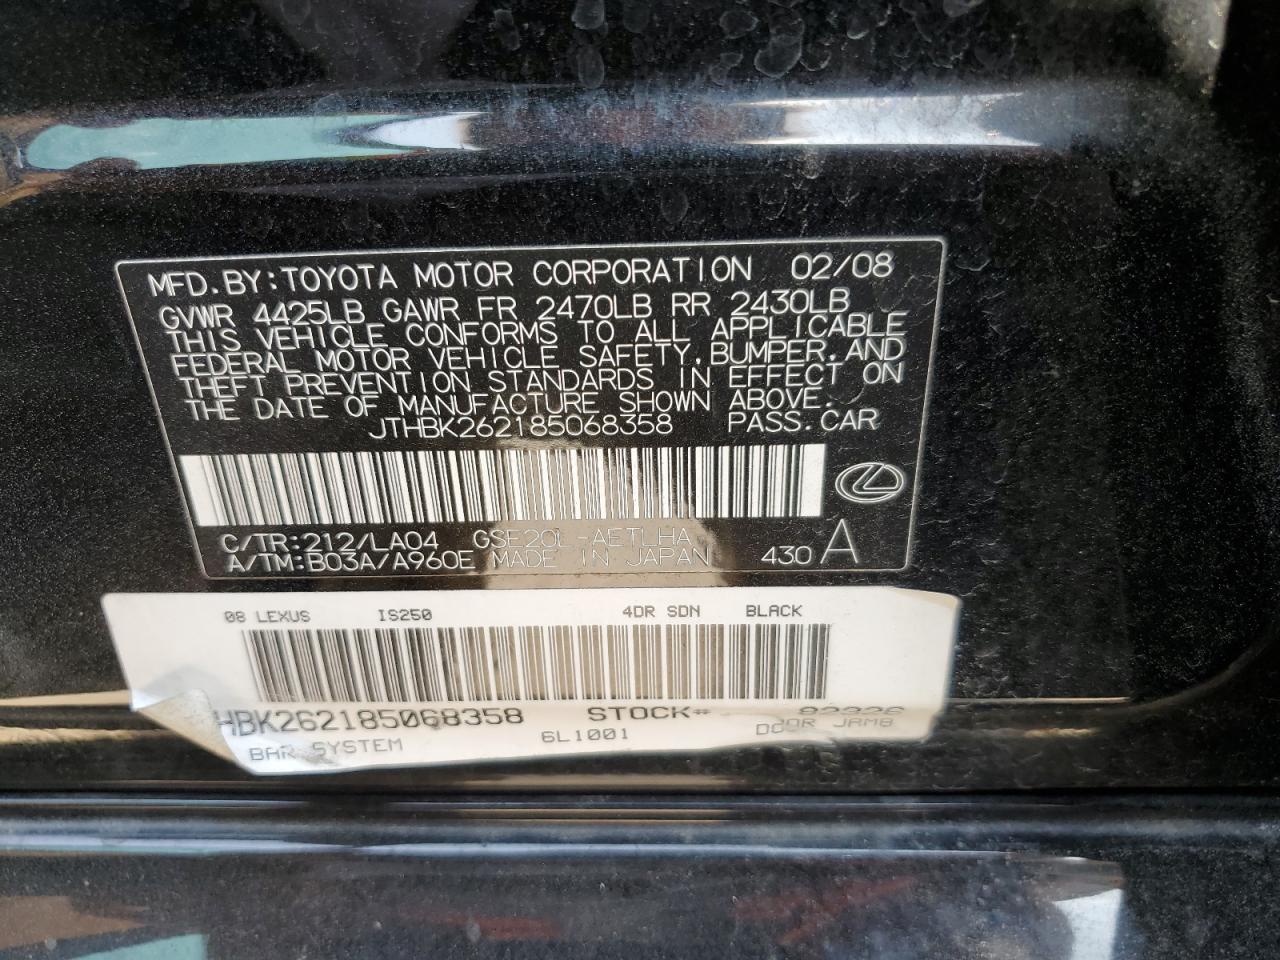 MFD. BY: TOYOTA MOTOR CORPORATION 02/08
GVWR 4425LB GAWR FR 2470LB RR 2430LB
THIS VEHICLE CONFORMS TO ALL APPLICABLE
FEDERAL MOTOR VEHICLE SAFETY, BUMPER, AND
THEFT PREVENTION STANDARDS IN EFFECT ON
THE DATE OF MANUFACTURE SHOWN ABOVE.
JTHBK262185068358 PASS. CAR
C/TR: 212/LA04 GSE20L-AETLHA
A/TM: B03A/A960E MADE IN JAPAN 430 A
08 LEXUS IS250 4DR SDN BLACK
HBK262185068358 STOCK#
BAR SYSTEM 6L1001 DOOR JAMB